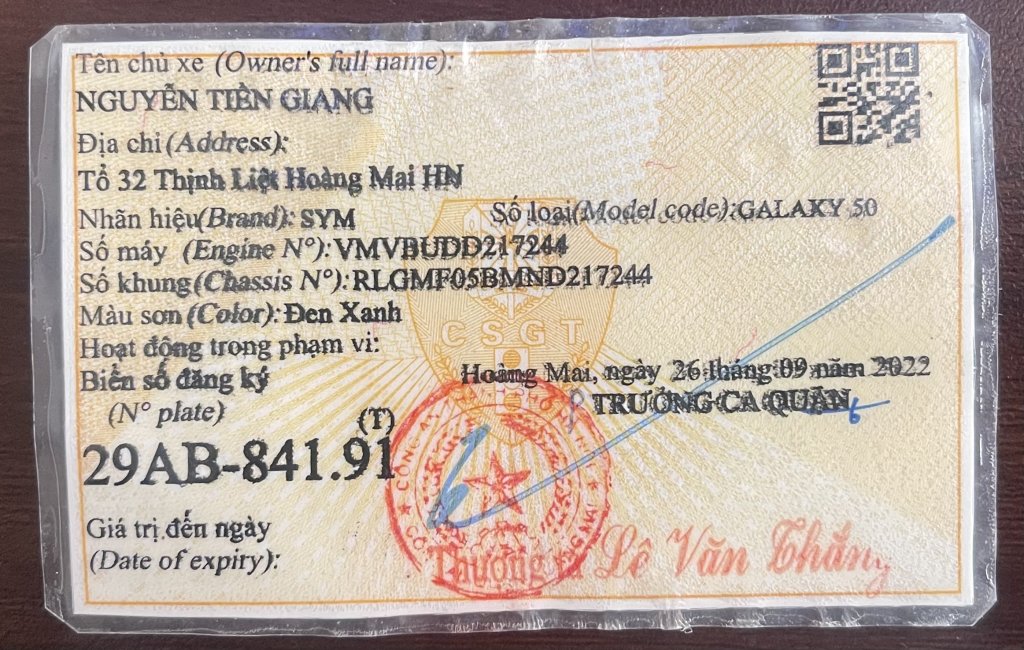 Tên chủ xe (Owner's full name):
NGUYỄN TIẾN GIANG
Địa chỉ (Address):
Tổ 32 Thịnh Liệt Hoàng Mai HN
Nhãn hiệu(Brand): SYM Số loại(Model code):GALAXY 50
Số máy (Engine N°): VMVBUDD217244
Số khung(Chassis N°): RLGMF05BMND217244
Màu sơn (Color): Đen Xanh
CSGT
Hoạt động trong phạm vi:
Biển số đăng ký Hoàng Mai, ngày 26 tháng 09 năm 2022
(N° plate) TRƯỞNG CA QUẬN
(T)
29AB-841.91
Giá trị đến ngày
(Date of expiry):
Thượng tá Lê Văn Thắng